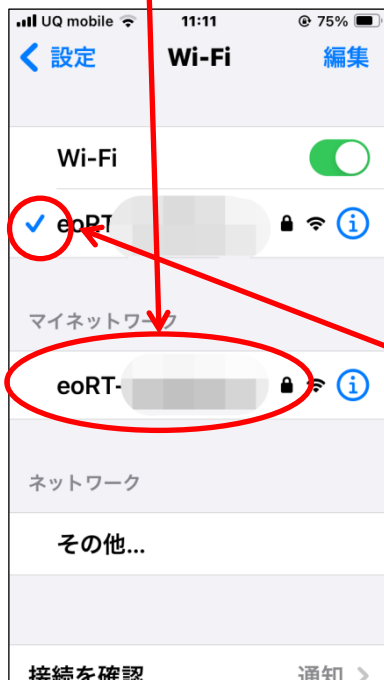 UQ mobile 11:11 75%
設定 Wi-Fi 編集
Wi-Fi
eoRT
マイネットワーク
eoRT-
ネットワーク
その他...
接続を確認 通知